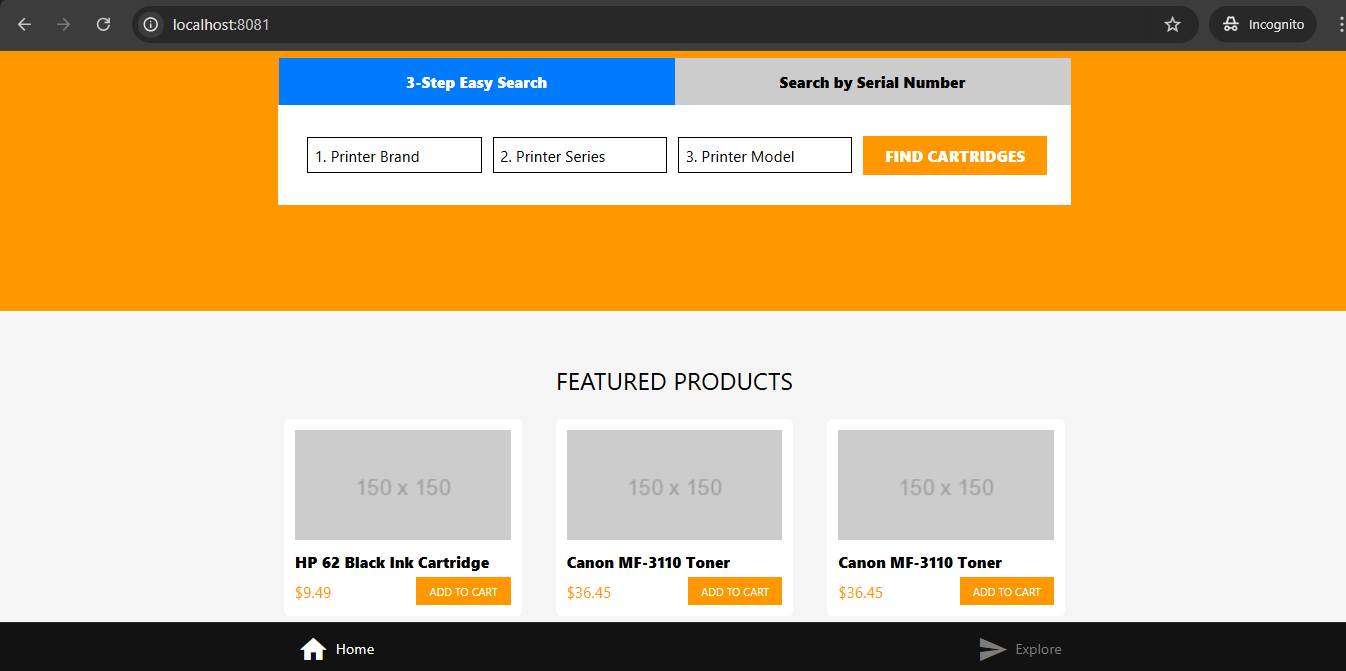 localhost:8081
Incognito
3-Step Easy Search
Search by Serial Number
1. Printer Brand
2. Printer Series
3. Printer Model
FIND CARTRIDGES
FEATURED PRODUCTS
150 x 150
150 x 150
150 x 150
HP 62 Black Ink Cartridge
Canon MF-3110 Toner
Canon MF-3110 Toner
$9.49
ADD TO CART
$36.45
ADD TO CART
$36.45
ADD TO CART
Home
Explore